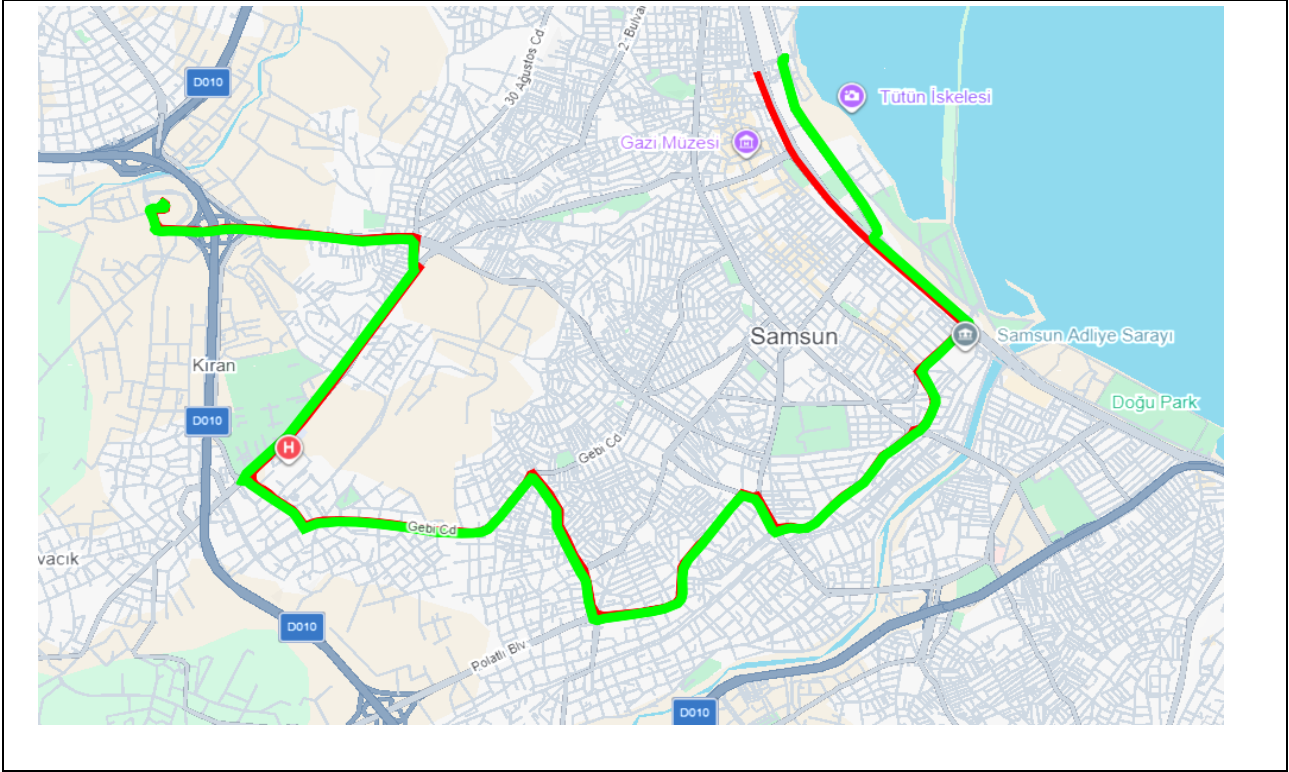 30 Ağustos Cd
2. Bulva
D010
Tütün İskelesi
Gazi Müzesi
Samsun
Samsun Adliye Sarayı
Kıran
Doğu Park
D010
H
Gebi Cd
Gebi Cd
vacık
D010
Polatlı Blv
D010